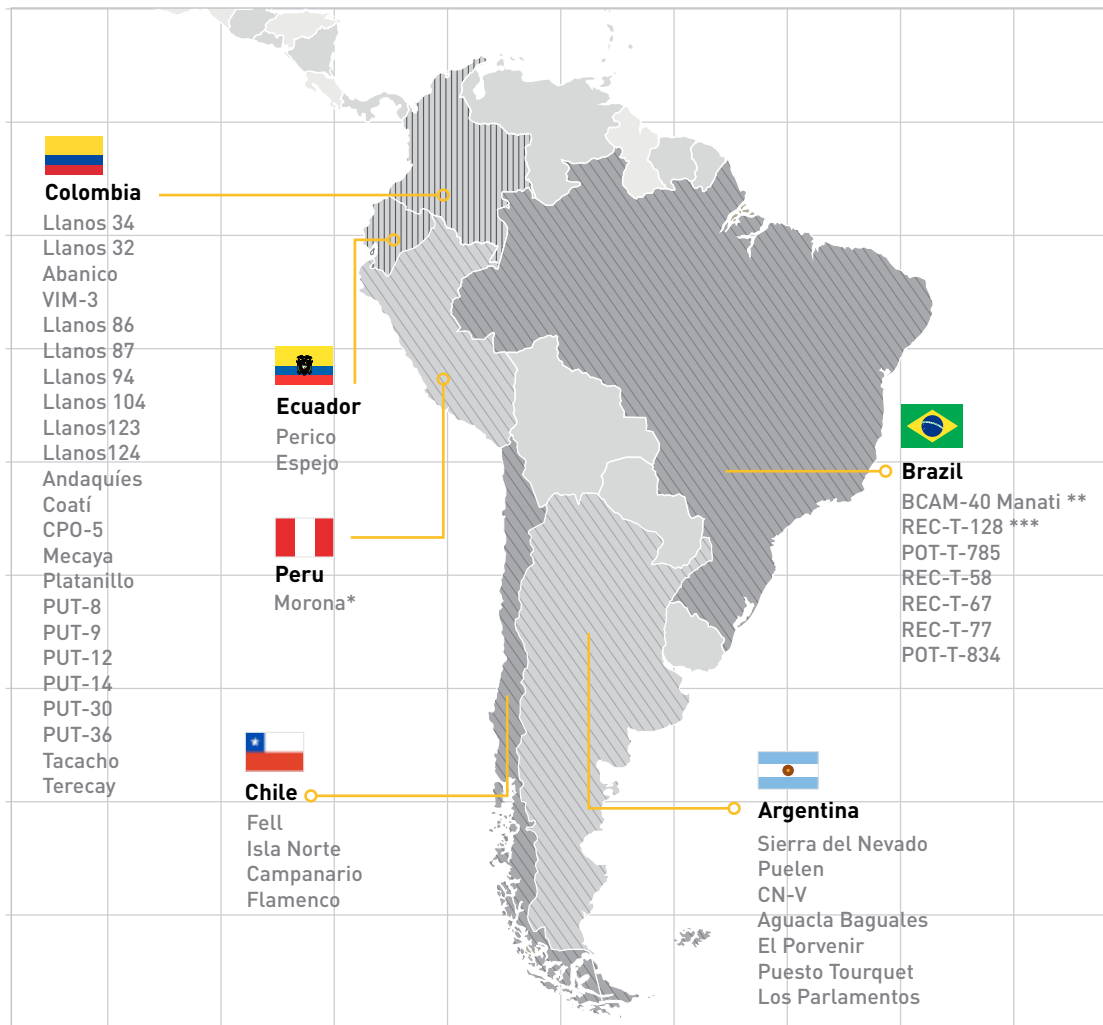 Colombia
Llanos 34
Llanos 32
Abanico
VIM-3
Llanos 86
Llanos 87
Llanos 94
Llanos 104
Llanos123
Llanos124
Andaquíes
Coatí
CPO-5
Mecaya
Platanillo
PUT-8
PUT-9
PUT-12
PUT-14
PUT-30
PUT-36
Tacacho
Terecay
Ecuador
Perico
Espejo
Peru
Morona*
Chile
Fell
Isla Norte
Campanario
Flamenco
Brazil
BCAM-40 Manati **
REC-T-128 ***
POT-T-785
REC-T-58
REC-T-67
REC-T-77
POT-T-834
Argentina
Sierra del Nevado
Puelen
CN-V
Aguacla Baguales
El Porvenir
Puesto Tourquet
Los Parlamentos